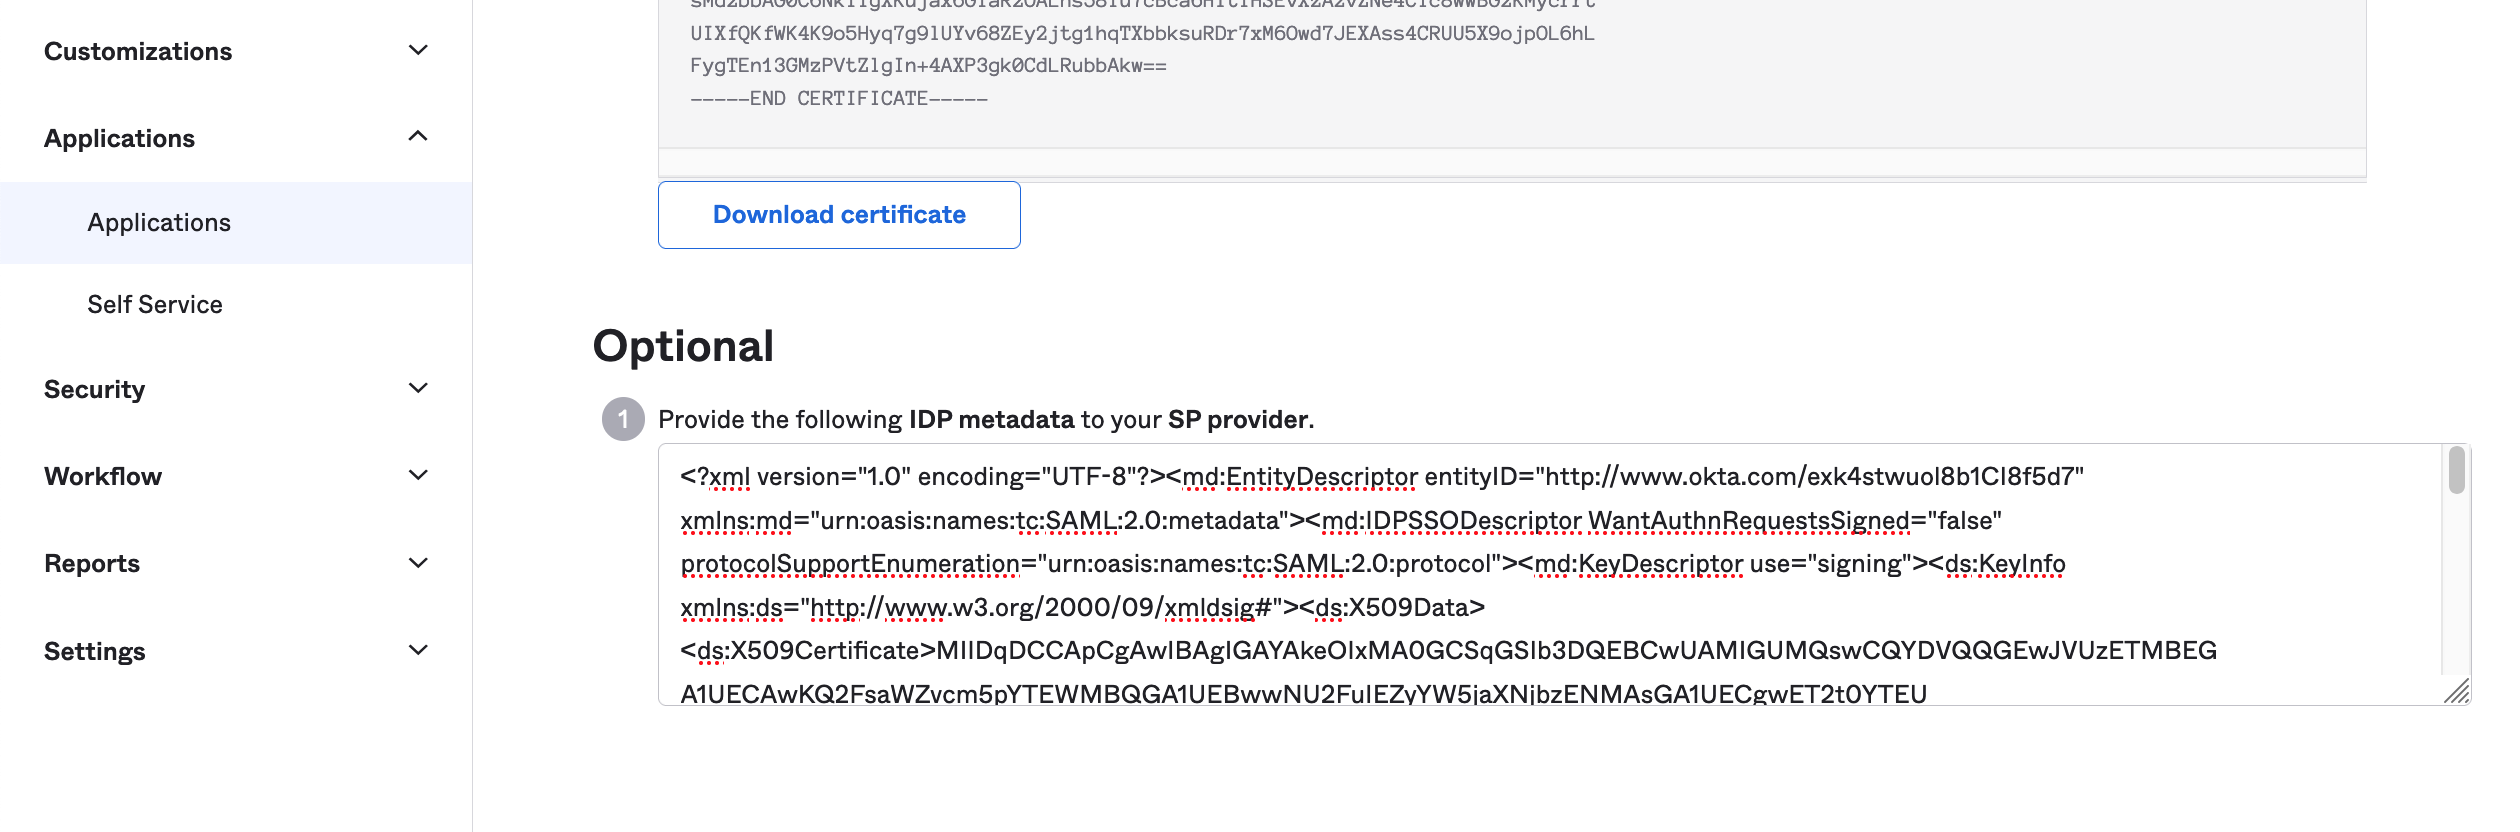 Customizations
Applications
Applications
Self Service
Security
Workflow
Reports
Settings
UIXfQKfWK4K9o5Hyq7g9lUYv68ZEy2jtg1hqTXbbksuRDr7xM6Owd7JEXAss4CRUU5X9ojpOL6hL
FygTEn13GMzPVtZlgIn+4AXP3gk0CdLRubbAkw==
-----END CERTIFICATE-----
Download certificate
Optional
1 Provide the following IDP metadata to your SP provider.
<?xml version="1.0" encoding="UTF-8"?><md:EntityDescriptor entityID="http://www.okta.com/exk4stwuol8b1Cl8f5d7"
xmlns:md="urn:oasis:names:tc:SAML:2.0:metadata"><md:IDPSSODescriptor WantAuthnRequestsSigned="false"
protocolSupportEnumeration="urn:oasis:names:tc:SAML:2.0:protocol"><md:KeyDescriptor use="signing"><ds:KeyInfo
xmlns:ds="http://www.w3.org/2000/09/xmldsig#"><ds:X509Data>
<ds:X509Certificate>MIIDqDCCApCgAwIBAgIGAYAkeOIxMA0GCSqGSIb3DQEBCwUAMIGUMQswCQYDVQQGEwJVUzETMBEG
A1UECAwKQ2FsaWZvcm5pYTEWMBQGA1UEBwwNU2FuIEZyYW5jaXNjbzENMAsGA1UECgwET2t0YTEU